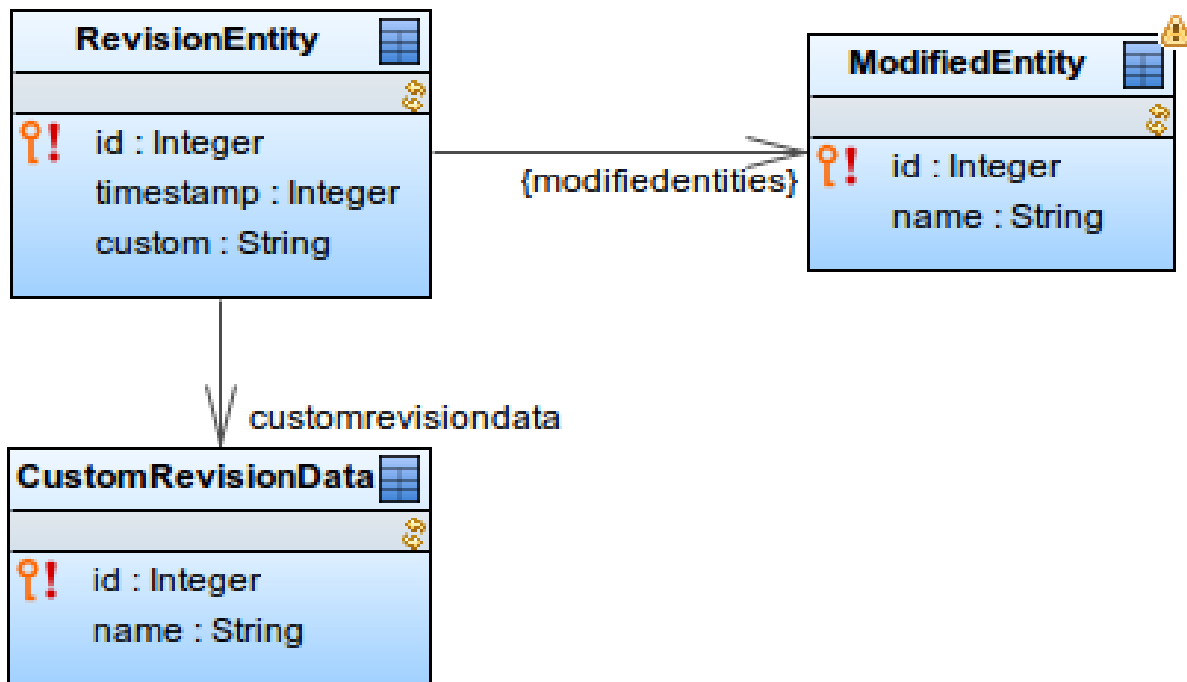 RevisionEntity
id : Integer
timestamp : Integer
custom : String
{modifiedentities}
ModifiedEntity
id : Integer
name : String
customrevisiondata
CustomRevisionData
id : Integer
name : String